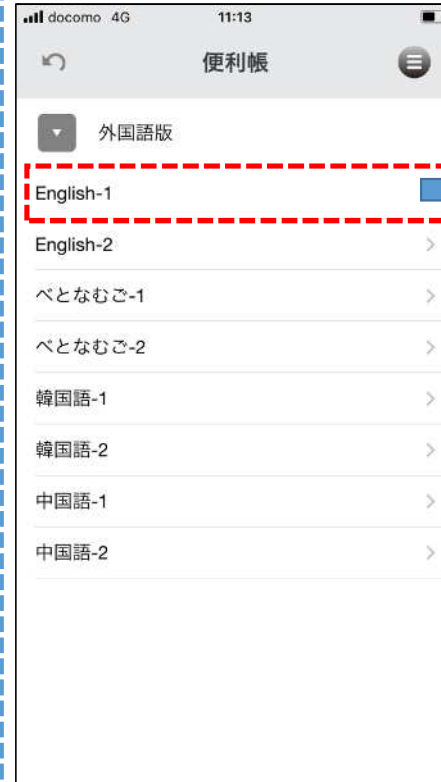 docomo 4G 11:13
便利帳
外国語版
English-1
English-2
べとなむご-1
べとなむご-2
韓国語-1
韓国語-2
中国語-1
中国語-2